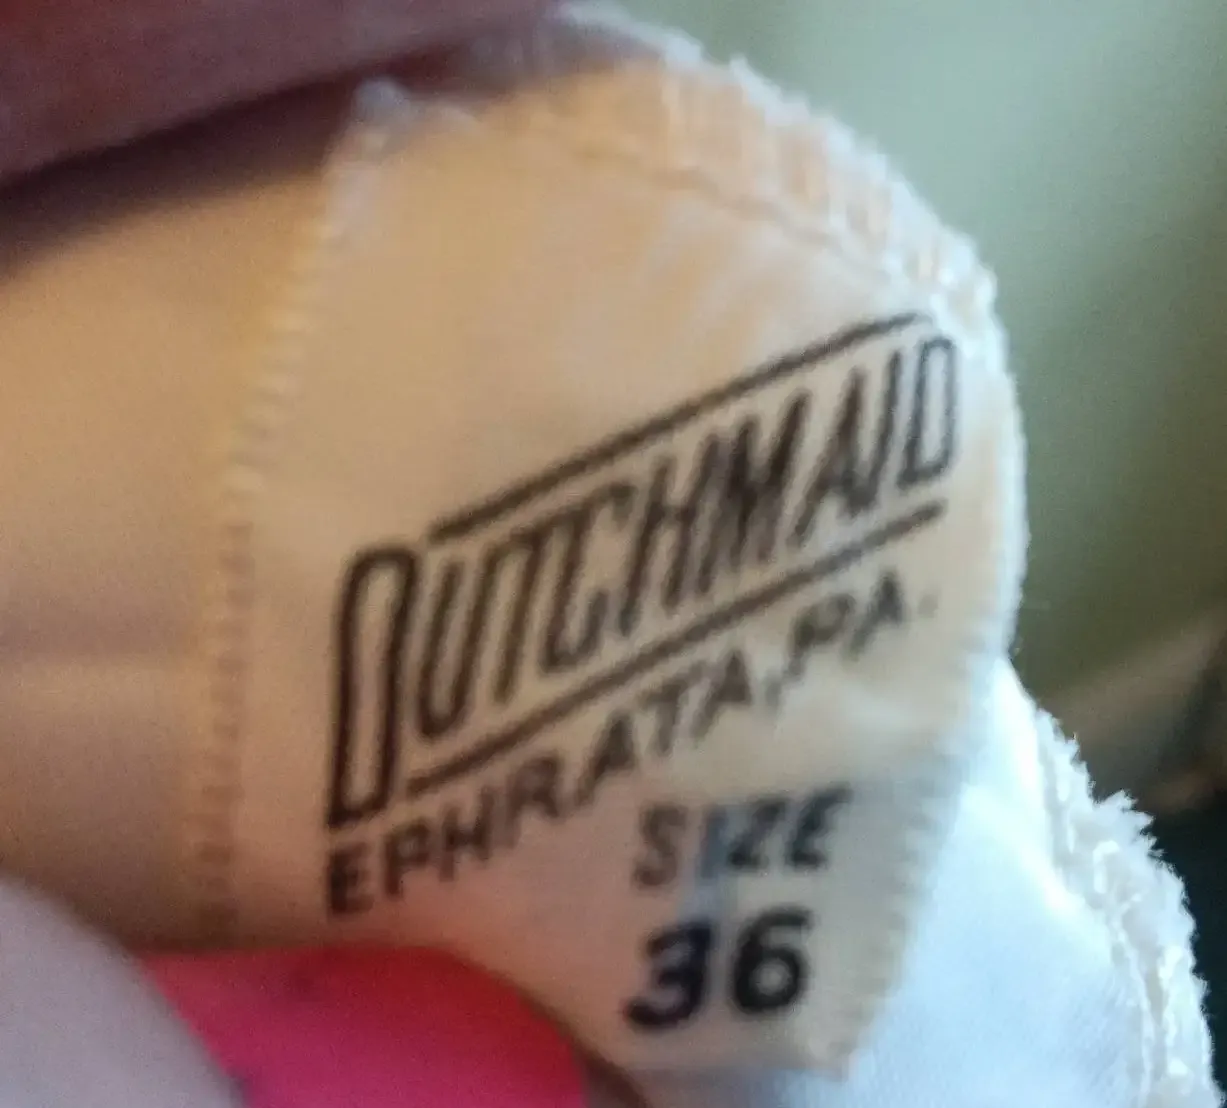 DUTCHMAID
EPHRATA, PA.
SIZE
36